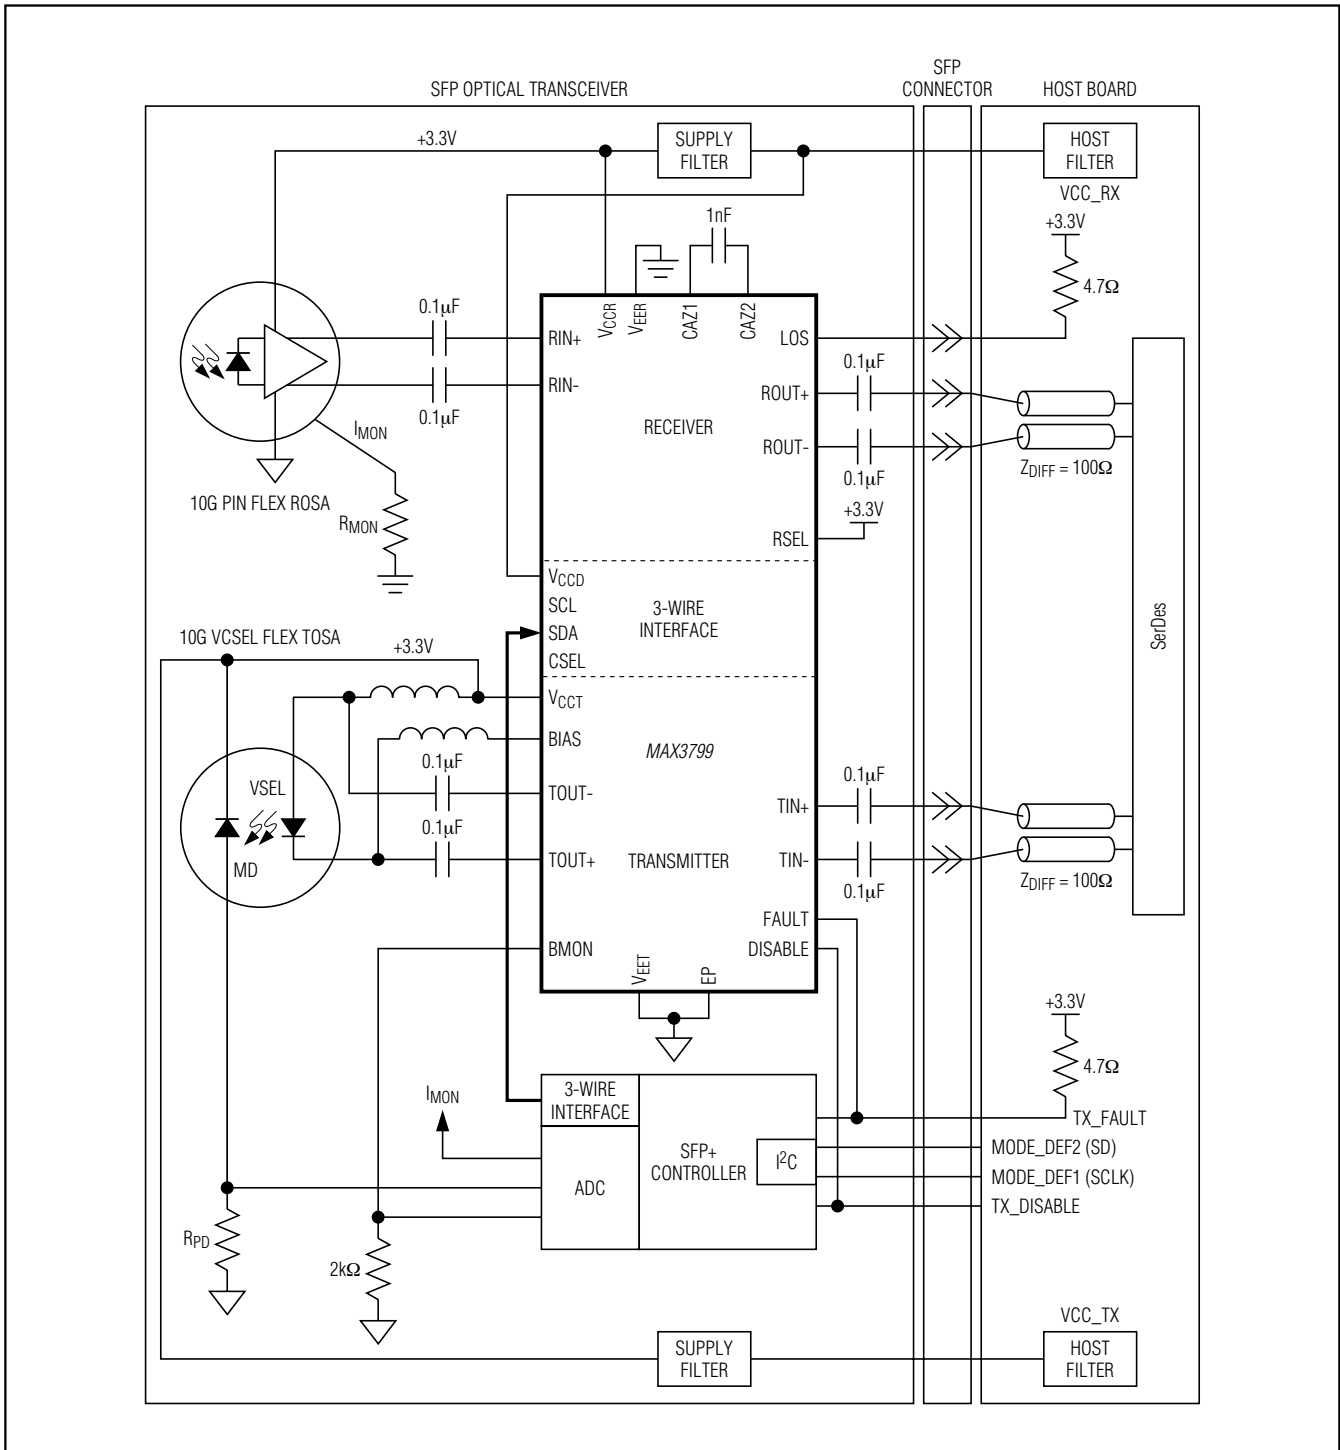 SFP OPTICAL TRANSCEIVER
SFP
CONNECTOR
HOST BOARD
+3.3V
SUPPLY
FILTER
HOST
FILTER
VCC_RX
1nF
+3.3V
4.7Ω
0.1µF
0.1µF
VCCR
VEER
CAZ1
CAZ2
RIN+
RIN-
LOS
ROUT+
ROUT-
RECEIVER
0.1µF
0.1µF
ZDIFF = 100Ω
IMON
10G PIN FLEX ROSA
RMON
+3.3V
RSEL
VCCD
SCL
SDA
CSEL
3-WIRE
INTERFACE
SerDes
10G VCSEL FLEX TOSA
+3.3V
VCCT
BIAS
MAX3799
0.1µF
TOUT-
0.1µF
TOUT+
VSEL
MD
TRANSMITTER
0.1µF
TIN+
TIN-
0.1µF
ZDIFF = 100Ω
FAULT
DISABLE
BMON
VEET
EP
+3.3V
4.7Ω
IMON
3-WIRE
INTERFACE
ADC
SFP+
CONTROLLER
I2C
TX_FAULT
MODE_DEF2 (SD)
MODE_DEF1 (SCLK)
TX_DISABLE
RPD
2kΩ
VCC_TX
SUPPLY
FILTER
HOST
FILTER